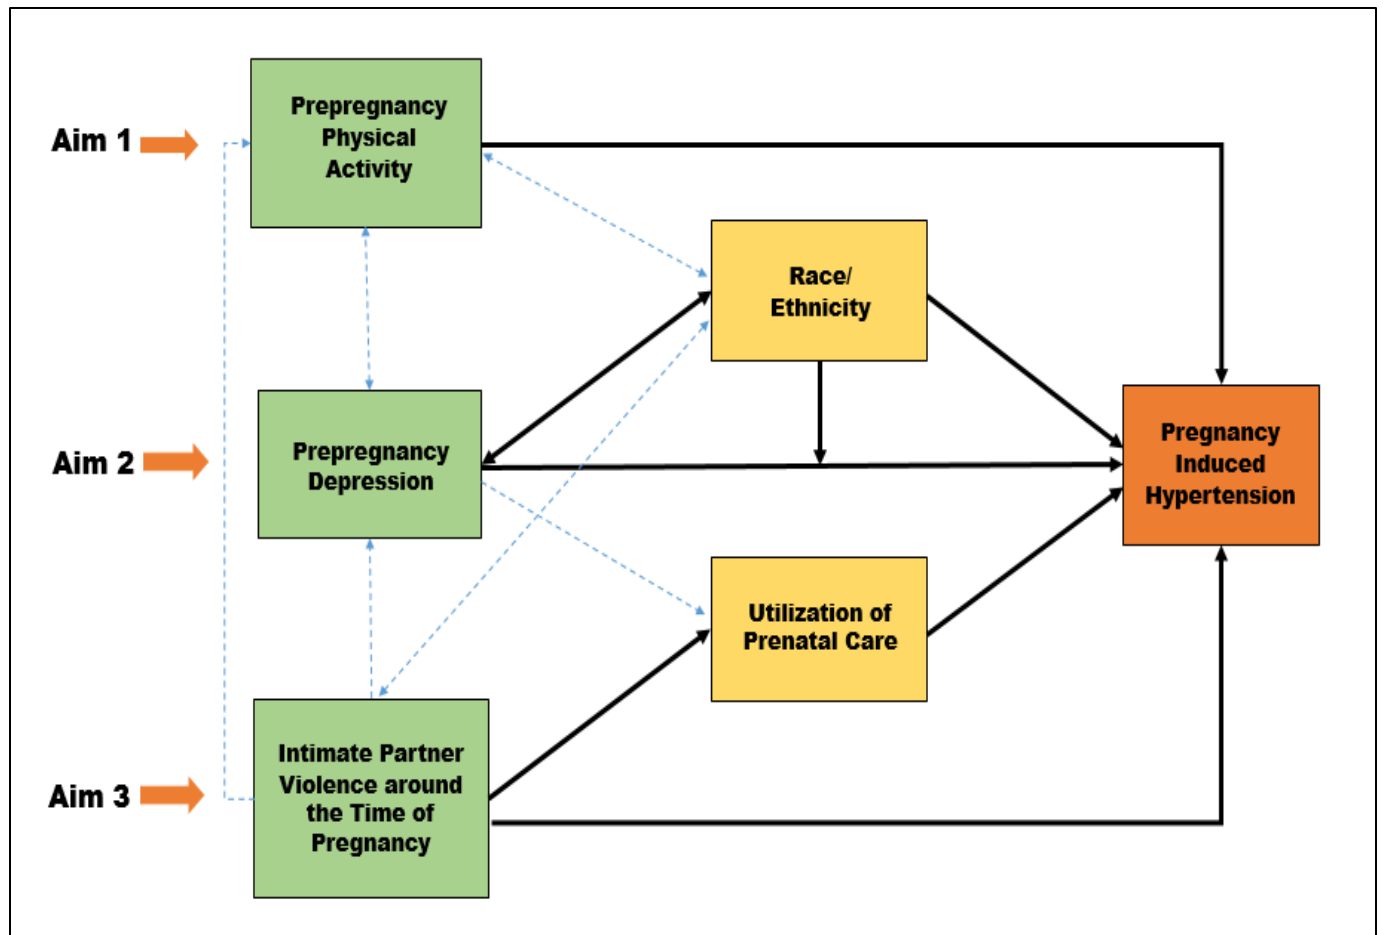 Aim 1
Prepregnancy
Physical
Activity
Race/
Ethnicity
Aim 2
Prepregnancy
Depression
Pregnancy
Induced
Hypertension
Utilization of
Prenatal Care
Aim 3
Intimate Partner
Violence around
the Time of
Pregnancy